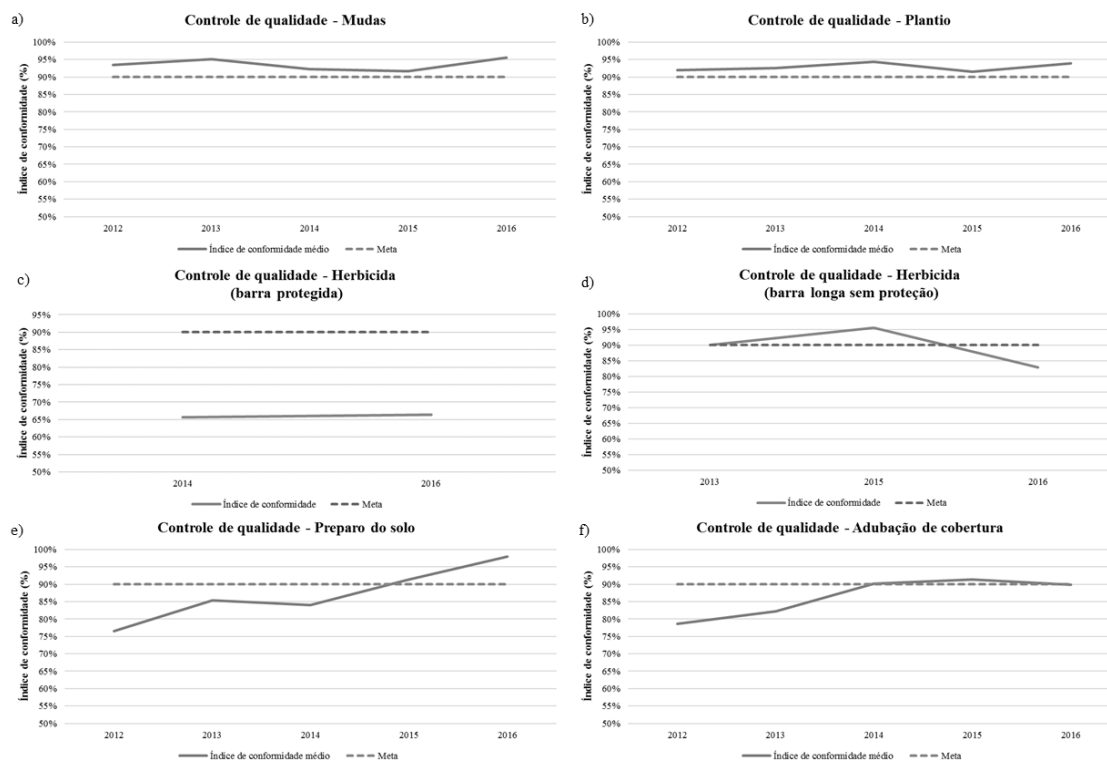 a)
Controle de qualidade - Mudas
Índice de conformidade (%)
100%
95%
90%
85%
80%
75%
70%
65%
60%
55%
50%
2012 2013 2014 2015 2016
Índice de conformidade médio Meta
b)
Controle de qualidade - Plantio
Índice de conformidade (%)
100%
95%
90%
85%
80%
75%
70%
65%
60%
55%
50%
2012 2013 2014 2015 2016
Índice de conformidade médio Meta
c)
Controle de qualidade - Herbicida
(barra protegida)
Índice de conformidade (%)
95%
90%
85%
80%
75%
70%
65%
60%
55%
50%
2014 2016
Índice de conformidade Meta
d)
Controle de qualidade - Herbicida
(barra longa sem proteção)
Índice de conformidade (%)
100%
95%
90%
85%
80%
75%
70%
65%
60%
55%
50%
2013 2015 2016
Índice de conformidade Meta
e)
Controle de qualidade - Preparo do solo
Índice de conformidade (%)
100%
95%
90%
85%
80%
75%
70%
65%
60%
55%
50%
2012 2013 2014 2015 2016
Índice de conformidade médio Meta
f)
Controle de qualidade - Adubação de cobertura
Índice de conformidade (%)
100%
95%
90%
85%
80%
75%
70%
65%
60%
55%
50%
2012 2013 2014 2015 2016
Índice de conformidade médio Meta